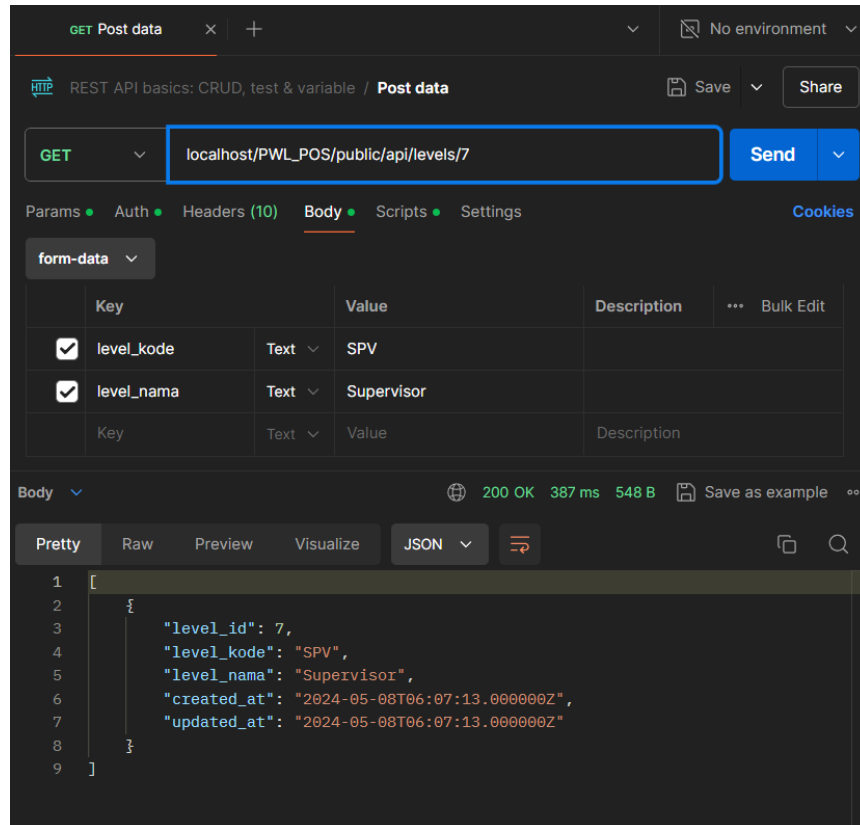 GET Post data
No environment
HTTP REST API basics: CRUD, test & variable / Post data Save Share
GET localhost/PWL_POS/public/api/levels/7 Send
Params Auth Headers (10) Body Scripts Settings Cookies
form-data
Key Value Description Bulk Edit
level_kode Text SPV
level_nama Text Supervisor
Key Text Value Description
Body 200 OK 387 ms 548 B Save as example
Pretty Raw Preview Visualize JSON
1 [
2 {
3 "level_id": 7,
4 "level_kode": "SPV",
5 "level_nama": "Supervisor",
6 "created_at": "2024-05-08T06:07:13.000000Z",
7 "updated_at": "2024-05-08T06:07:13.000000Z"
8 }
9 ]